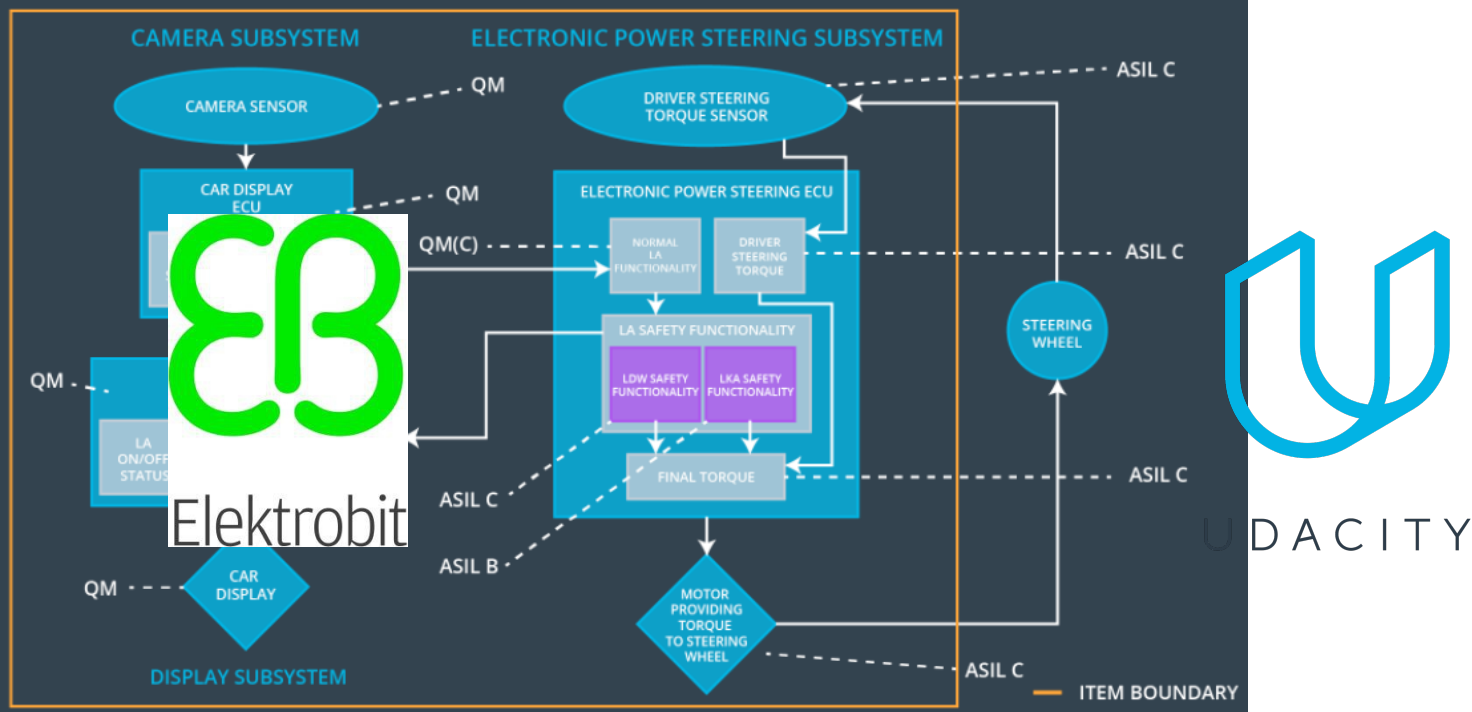 CAMERA SUBSYSTEM
ELECTRONIC POWER STEERING SUBSYSTEM
CAMERA SENSOR
QM
DRIVER STEERING
TORQUE SENSOR
ASIL C
CAR DISPLAY
ECU
QM
ELECTRONIC POWER STEERING ECU
QM(C)
NORMAL
LA
FUNCTIONALITY
DRIVER
STEERING
TORQUE
ASIL C
STEERING
WHEEL
LA SAFETY FUNCTIONALITY
LDW SAFETY
FUNCTIONALITY
LKA SAFETY
FUNCTIONALITY
QM
LA
ON/OFF
STATUS
FINAL TORQUE
ASIL C
ASIL C
ASIL B
Elektrobit
UDACITY
QM
CAR
DISPLAY
MOTOR
PROVIDING
TORQUE
TO STEERING
WHEEL
ASIL C
DISPLAY SUBSYSTEM
ITEM BOUNDARY